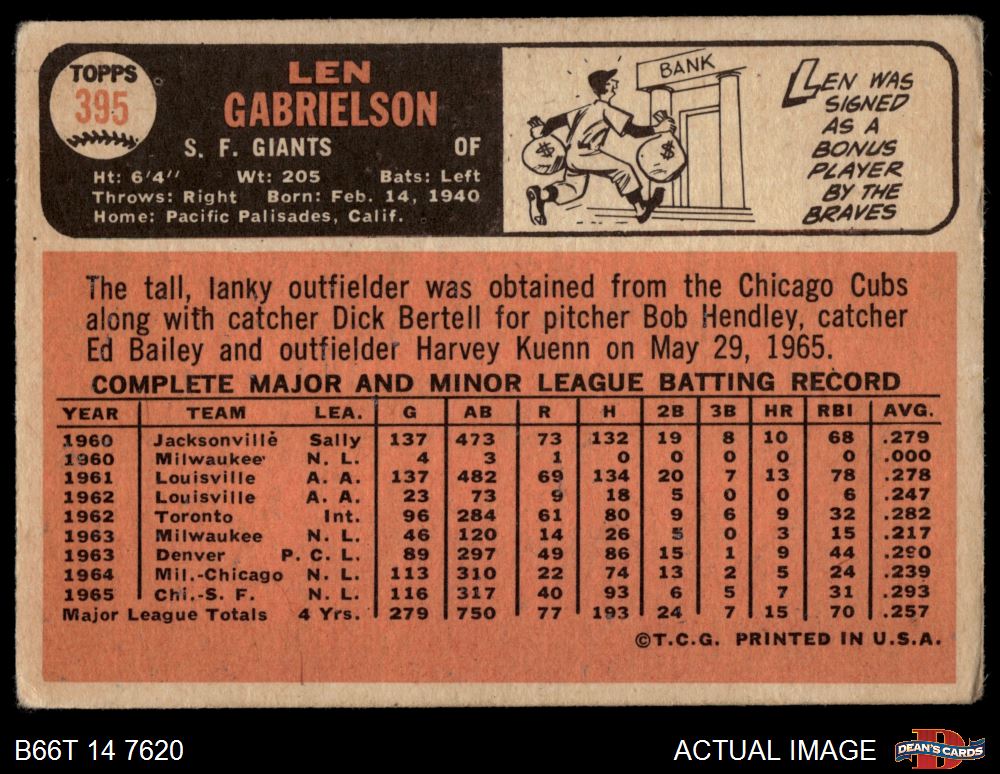 TOPPS
395
LEN
GABRIELSON
S. F. GIANTS OF
Ht: 6'4" Wt: 205 Bats: Left
Throws: Right Born: Feb. 14, 1940
Home: Pacific Palisades, Calif.
BANK
$ $
LEN WAS
SIGNED
AS A
BONUS
PLAYER
BY THE
BRAVES
The tall, lanky outfielder was obtained from the Chicago Cubs
along with catcher Dick Bertell for pitcher Bob Hendley, catcher
Ed Bailey and outfielder Harvey Kuenn on May 29, 1965.
COMPLETE MAJOR AND MINOR LEAGUE BATTING RECORD
YEAR TEAM LEA. G AB R H 2B 3B HR RBI AVG.
1960 Jacksonville Sally 137 473 73 132 19 8 10 68 .279
1960 Milwaukee N. L. 4 3 1 0 0 0 0 0 .000
1961 Louisville A. A. 137 482 69 134 20 7 13 78 .278
1962 Louisville A. A. 23 73 9 18 5 0 0 6 .247
1962 Toronto Int. 96 284 61 80 9 6 9 32 .282
1963 Milwaukee N. L. 46 120 14 26 5 0 3 15 .217
1963 Denver P. C. L. 89 297 49 86 15 1 9 44 .290
1964 Mil.-Chicago N. L. 113 310 22 74 13 2 5 24 .239
1965 Chi.-S. F. N. L. 116 317 40 93 6 5 7 31 .293
Major League Totals 4 Yrs. 279 750 77 193 24 7 15 70 .257
©T.C.G. PRINTED IN U.S.A.
B66T 14 7620 ACTUAL IMAGE DEAN'S CARDS